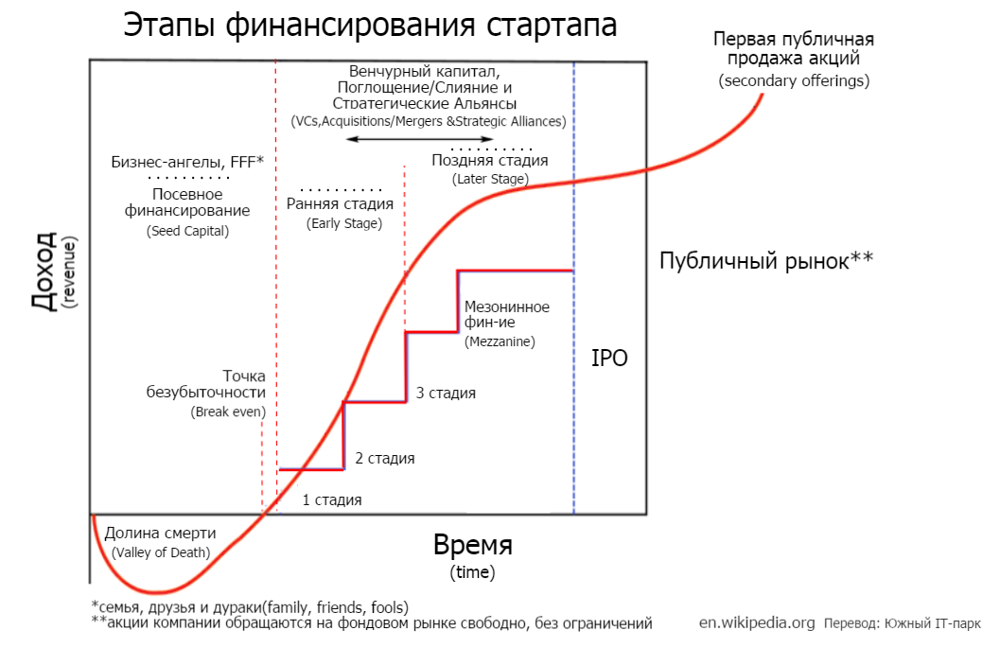 Этапы финансирования стартапа
Первая публичная
продажа акций
(secondary offerings)
Венчурный капитал,
Поглощение/Слияние и
Стратегические Альянсы
(VCs,Acquisitions/Mergers &Strategic Alliances)
Бизнес-ангелы, FFF*
Посевное
финансирование
(Seed Capital)
Ранняя стадия
(Early Stage)
Поздняя стадия
(Later Stage)
Доход
(revenue)
Публичный рынок**
Мезонинное
фин-ие
(Mezzanine)
IPO
Точка
безубыточности
(Break even)
3 стадия
2 стадия
1 стадия
Долина смерти
(Valley of Death)
Время
(time)
*семья, друзья и дураки(family, friends, fools)
**акции компании обращаются на фондовом рынке свободно, без ограничений
en.wikipedia.org Перевод: Южный IT-парк